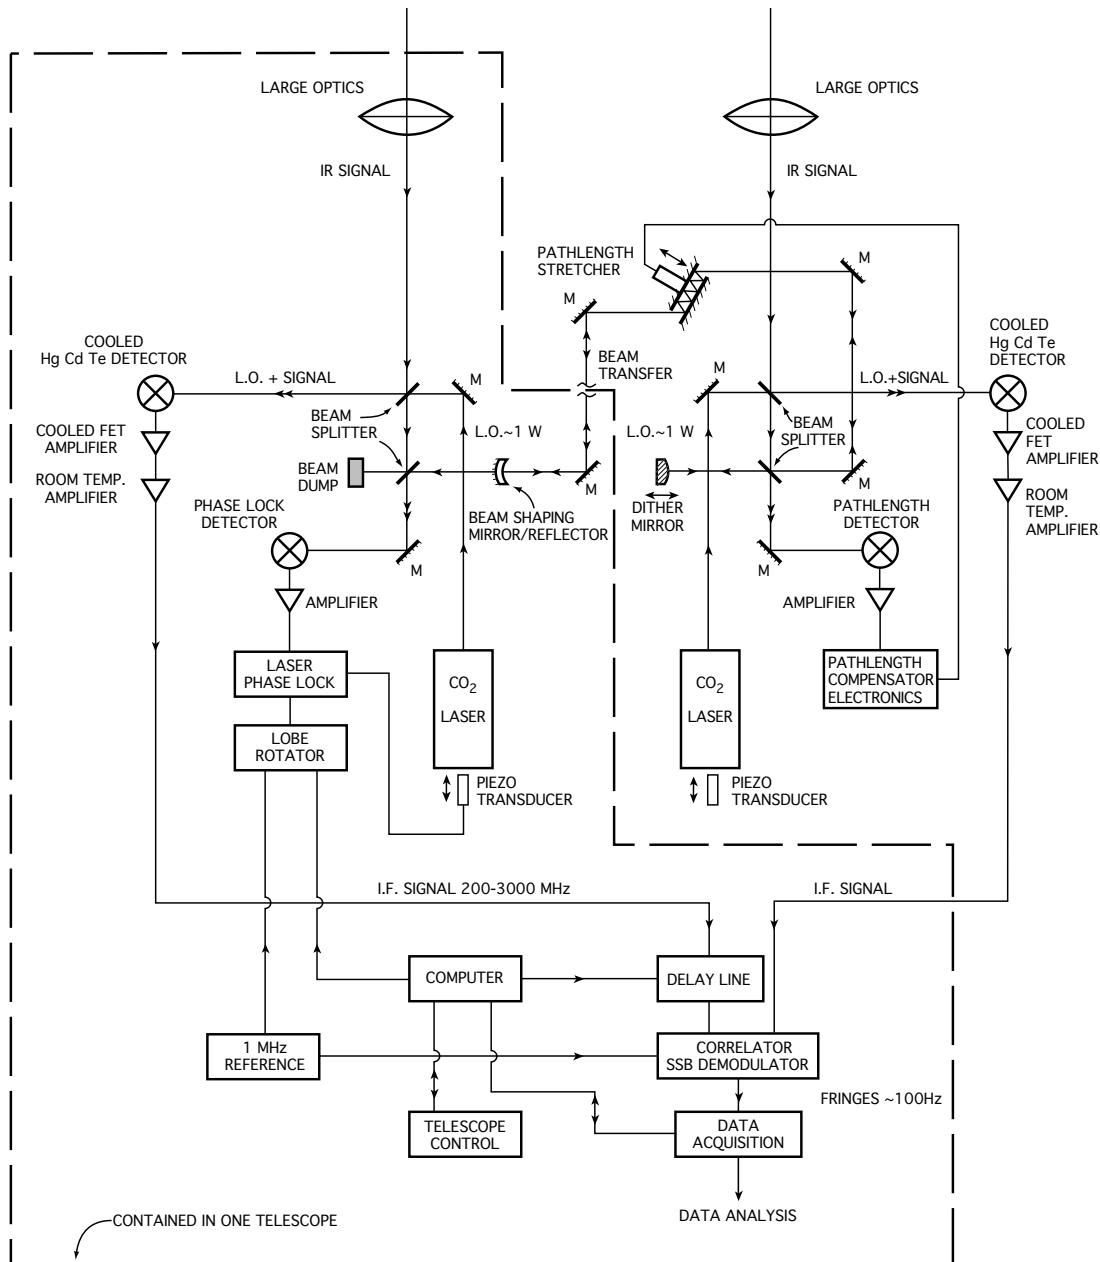 LARGE OPTICS
LARGE OPTICS
IR SIGNAL
IR SIGNAL
PATHLENGTH
STRETCHER
M
M
COOLED
Hg Cd Te DETECTOR
COOLED
Hg Cd Te
DETECTOR
BEAM
TRANSFER
L.O. + SIGNAL
M
M
L.O.+SIGNAL
BEAM
SPLITTER
L.O.~1 W
L.O.~1 W
BEAM
SPLITTER
COOLED FET
AMPLIFIER
COOLED
FET
AMPLIFIER
ROOM TEMP.
AMPLIFIER
BEAM
DUMP
M
M
ROOM
TEMP.
AMPLIFIER
PHASE LOCK
DETECTOR
BEAM SHAPING
MIRROR/REFLECTOR
DITHER
MIRROR
PATHLENGTH
DETECTOR
M
M
AMPLIFIER
AMPLIFIER
LASER
PHASE LOCK
CO2
LASER
CO2
LASER
PATHLENGTH
COMPENSATOR
ELECTRONICS
LOBE
ROTATOR
PIEZO
TRANSDUCER
PIEZO
TRANSDUCER
I.F. SIGNAL 200-3000 MHz
I.F. SIGNAL
COMPUTER
DELAY LINE
1 MHz
REFERENCE
CORRELATOR
SSB DEMODULATOR
FRINGES ~100Hz
TELESCOPE
CONTROL
DATA
ACQUISITION
DATA ANALYSIS
CONTAINED IN ONE TELESCOPE